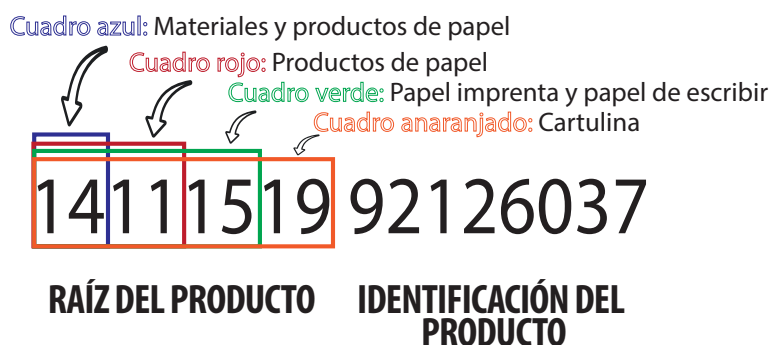 Cuadro azul: Materiales y productos de papel
Cuadro rojo: Productos de papel
Cuadro verde: Papel imprenta y papel de escribir
Cuadro anaranjado: Cartulina
14111519 92126037
RAÍZ DEL PRODUCTO IDENTIFICACIÓN DEL
PRODUCTO